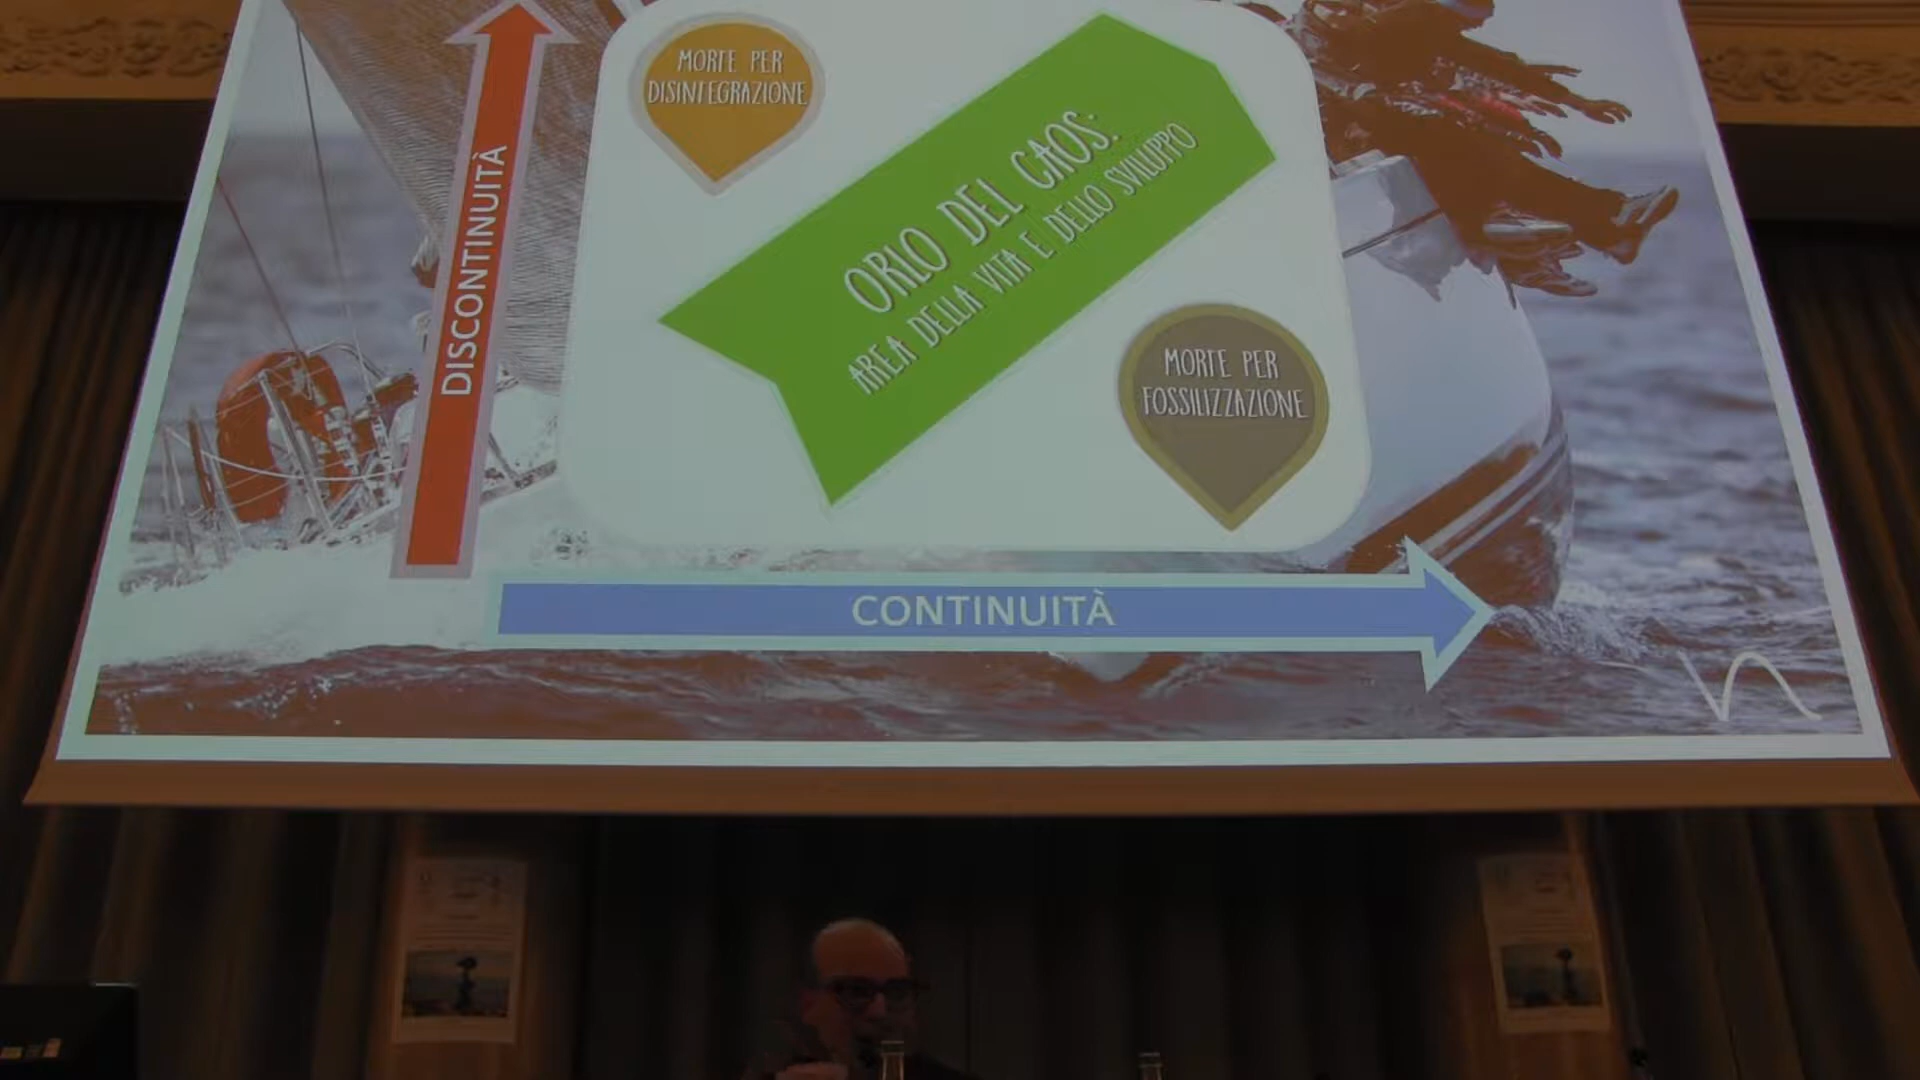 MORTE PER
DISINTEGRAZIONE
DISCONTINUITÀ
ORLO DEL CAOS:
AREA DELLA VITA E DELLO SVILUPPO
MORTE PER
FOSSILIZZAZIONE
CONTINUITÀ